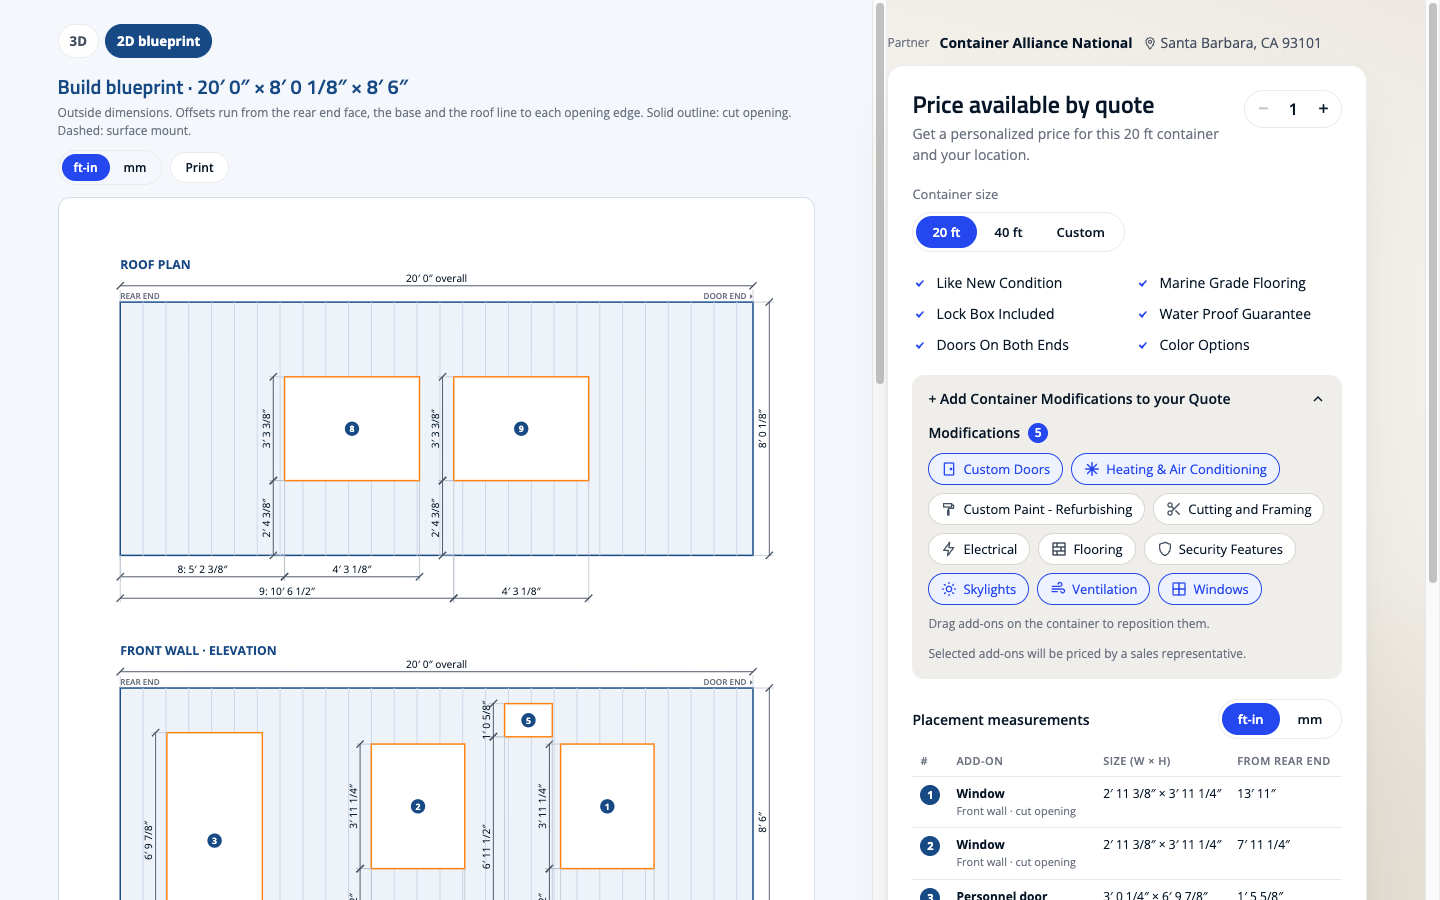 3D
2D blueprint
Build blueprint · 20′ 0″ × 8′ 0 1/8″ × 8′ 6″
Outside dimensions. Offsets run from the rear end face, the base and the roof line to each opening edge. Solid outline: cut opening.
Dashed: surface mount.
ft-in
mm
Print
ROOF PLAN
20′ 0″ overall
REAR END
DOOR END
3′ 3 3/8″
8
3′ 3 3/8″
9
8′ 0 1/8″
2′ 4 3/8″
2′ 4 3/8″
8: 5′ 2 3/8″
4′ 3 1/8″
9: 10′ 6 1/2″
4′ 3 1/8″
FRONT WALL · ELEVATION
20′ 0″ overall
REAR END
DOOR END
1′ 0 5/8″
5
3′ 11 1/4″
2
3′ 11 1/4″
1
8′ 6″
6′ 9 7/8″
3
6′ 11 1/2″
Partner
Container Alliance National
Santa Barbara, CA 93101
Price available by quote
− 1 +
Get a personalized price for this 20 ft container
and your location.
Container size
20 ft
40 ft
Custom
Like New Condition
Marine Grade Flooring
Lock Box Included
Water Proof Guarantee
Doors On Both Ends
Color Options
+ Add Container Modifications to your Quote
Modifications 5
Custom Doors
Heating & Air Conditioning
Custom Paint - Refurbishing
Cutting and Framing
Electrical
Flooring
Security Features
Skylights
Ventilation
Windows
Drag add-ons on the container to reposition them.
Selected add-ons will be priced by a sales representative.
Placement measurements
ft-in
mm
# ADD-ON SIZE (W × H) FROM REAR END
1 Window 2′ 11 3/8″ × 3′ 11 1/4″ 13′ 11″
Front wall · cut opening
2 Window 2′ 11 3/8″ × 3′ 11 1/4″ 7′ 11 1/4″
Front wall · cut opening
3 Personnel door 3′ 0 1/4″ × 6′ 9 7/8″ 1′ 5 5/8″